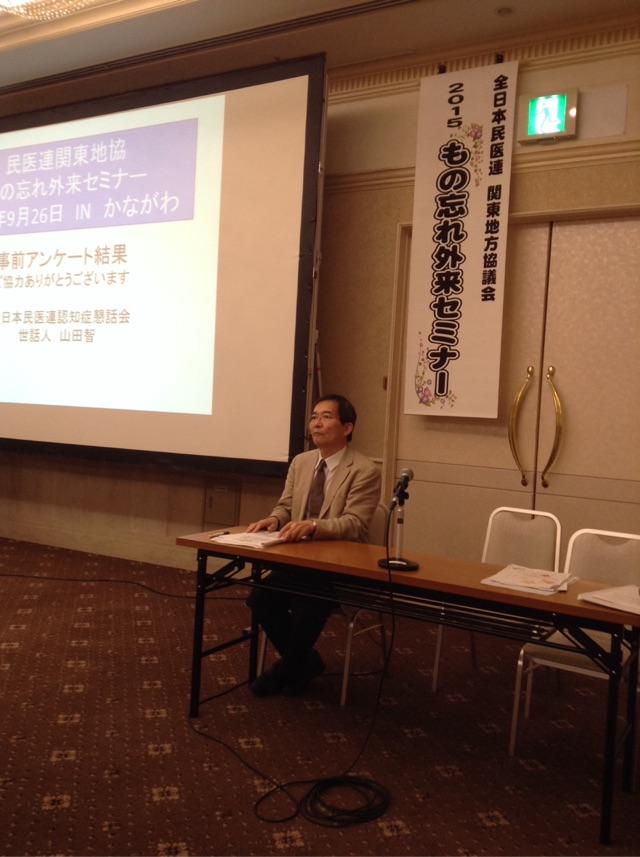 民医連関東地協
の忘れ外来セミナー
年9月26日 IN かながわ
事前アンケート結果
協力ありがとうございます
日本民医連認知症懇話会
世話人 山田智
全日本民医連 関東地方協議会
2015 もの忘れ外来セミナー